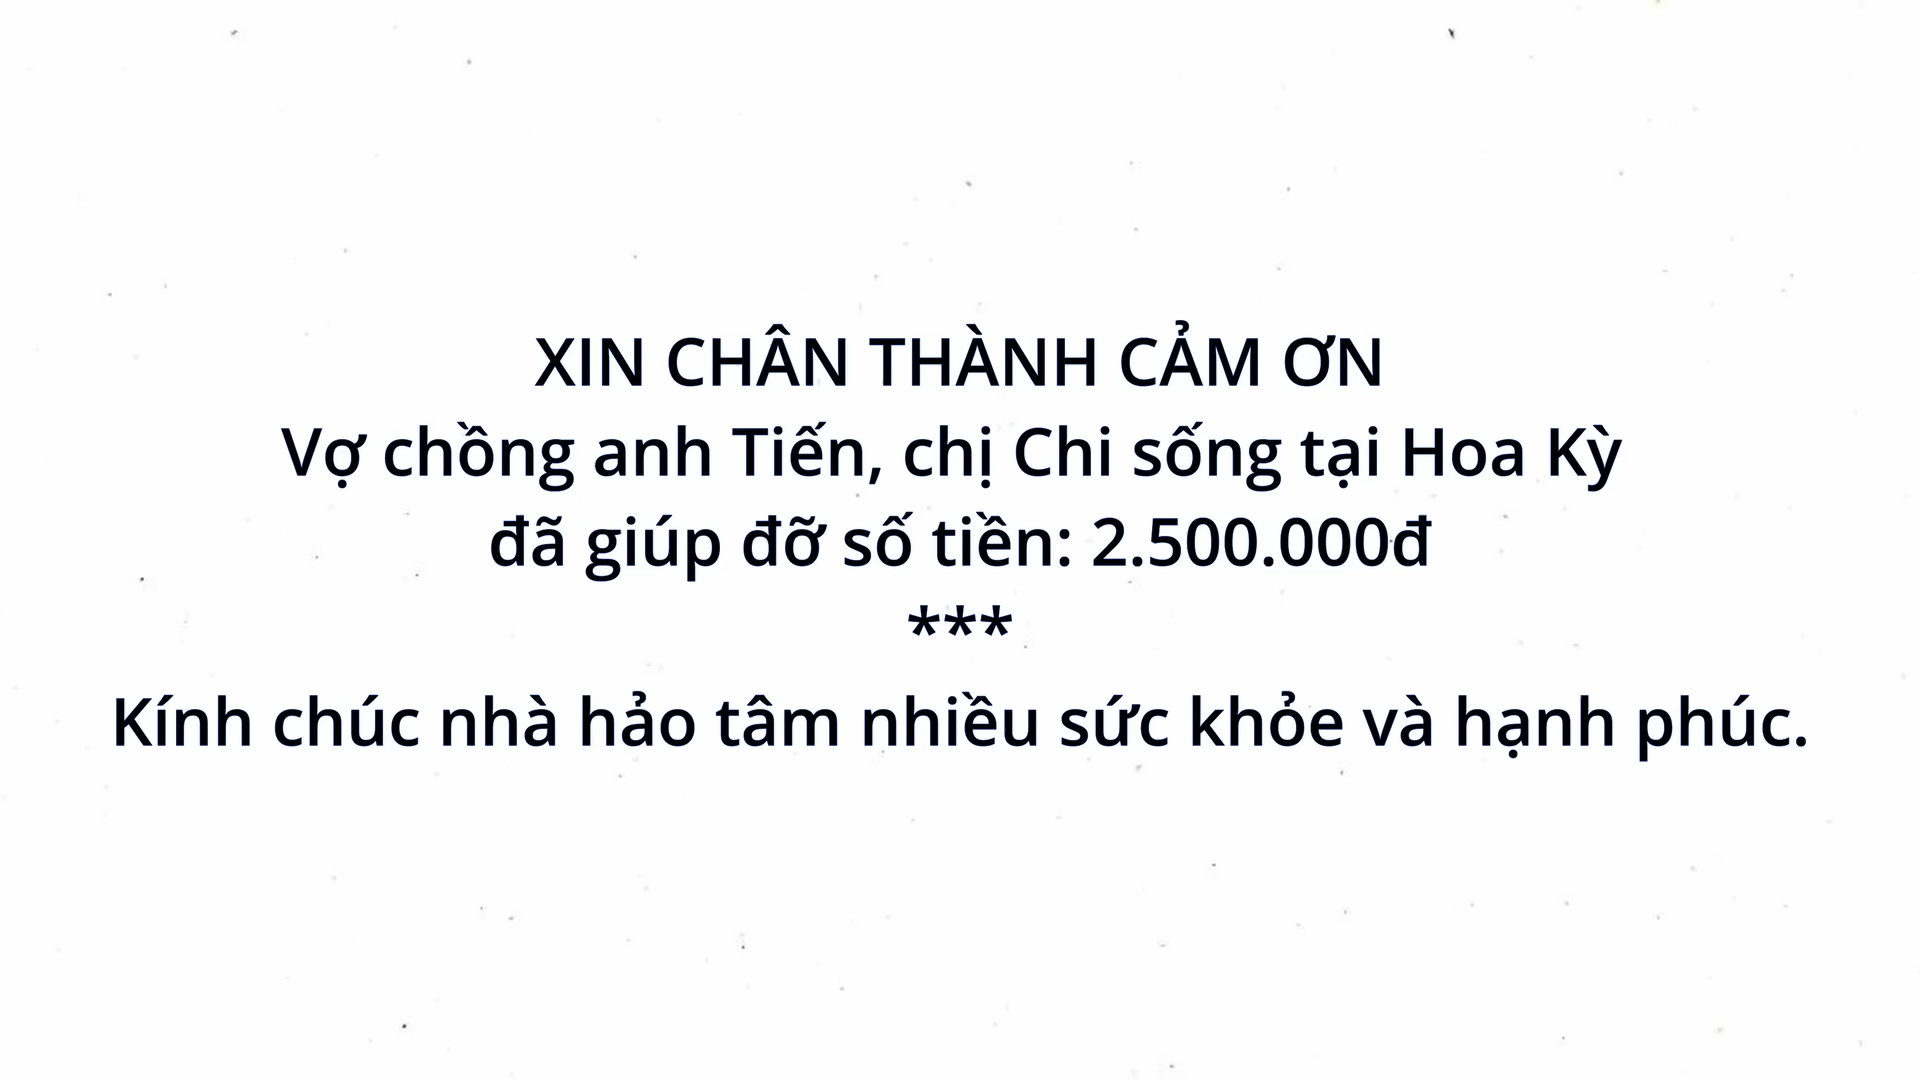 XIN CHÂN THÀNH CẢM ƠN
Vợ chồng anh Tiến, chị Chi sống tại Hoa Kỳ
đã giúp đỡ số tiền: 2.500.000đ
***
Kính chúc nhà hảo tâm nhiều sức khỏe và hạnh phúc.